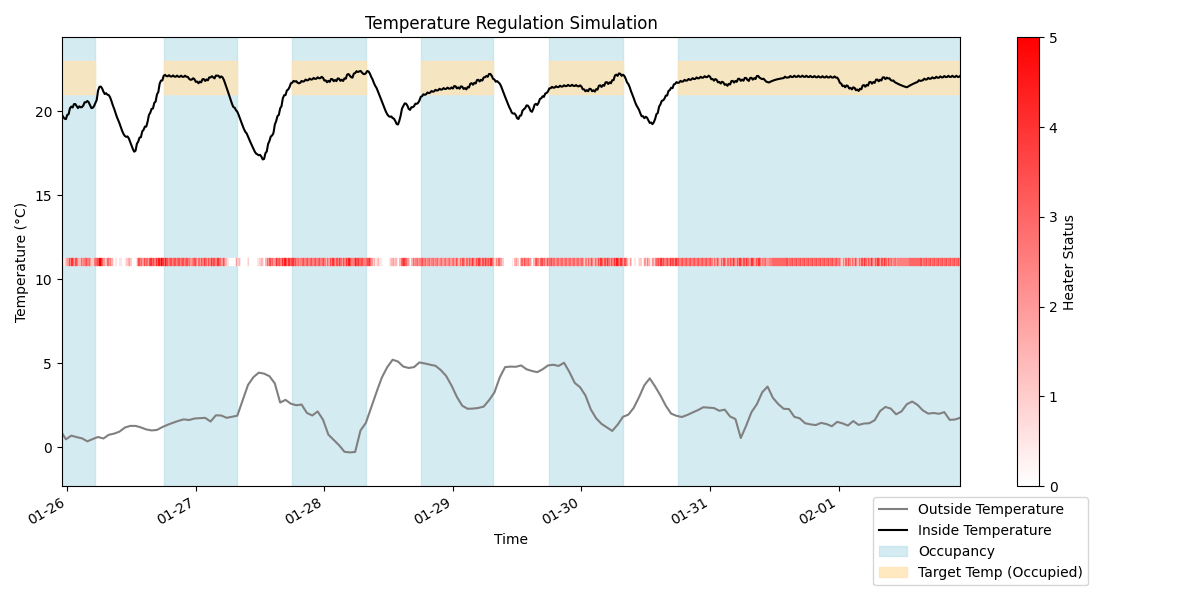 Temperature Regulation Simulation
Temperature (°C)
20
15
10
5
0
01-26
01-27
01-28
01-29
01-30
01-31
02-01
Time
5
4
3
2
1
0
Heater Status
Outside Temperature
Inside Temperature
Occupancy
Target Temp (Occupied)